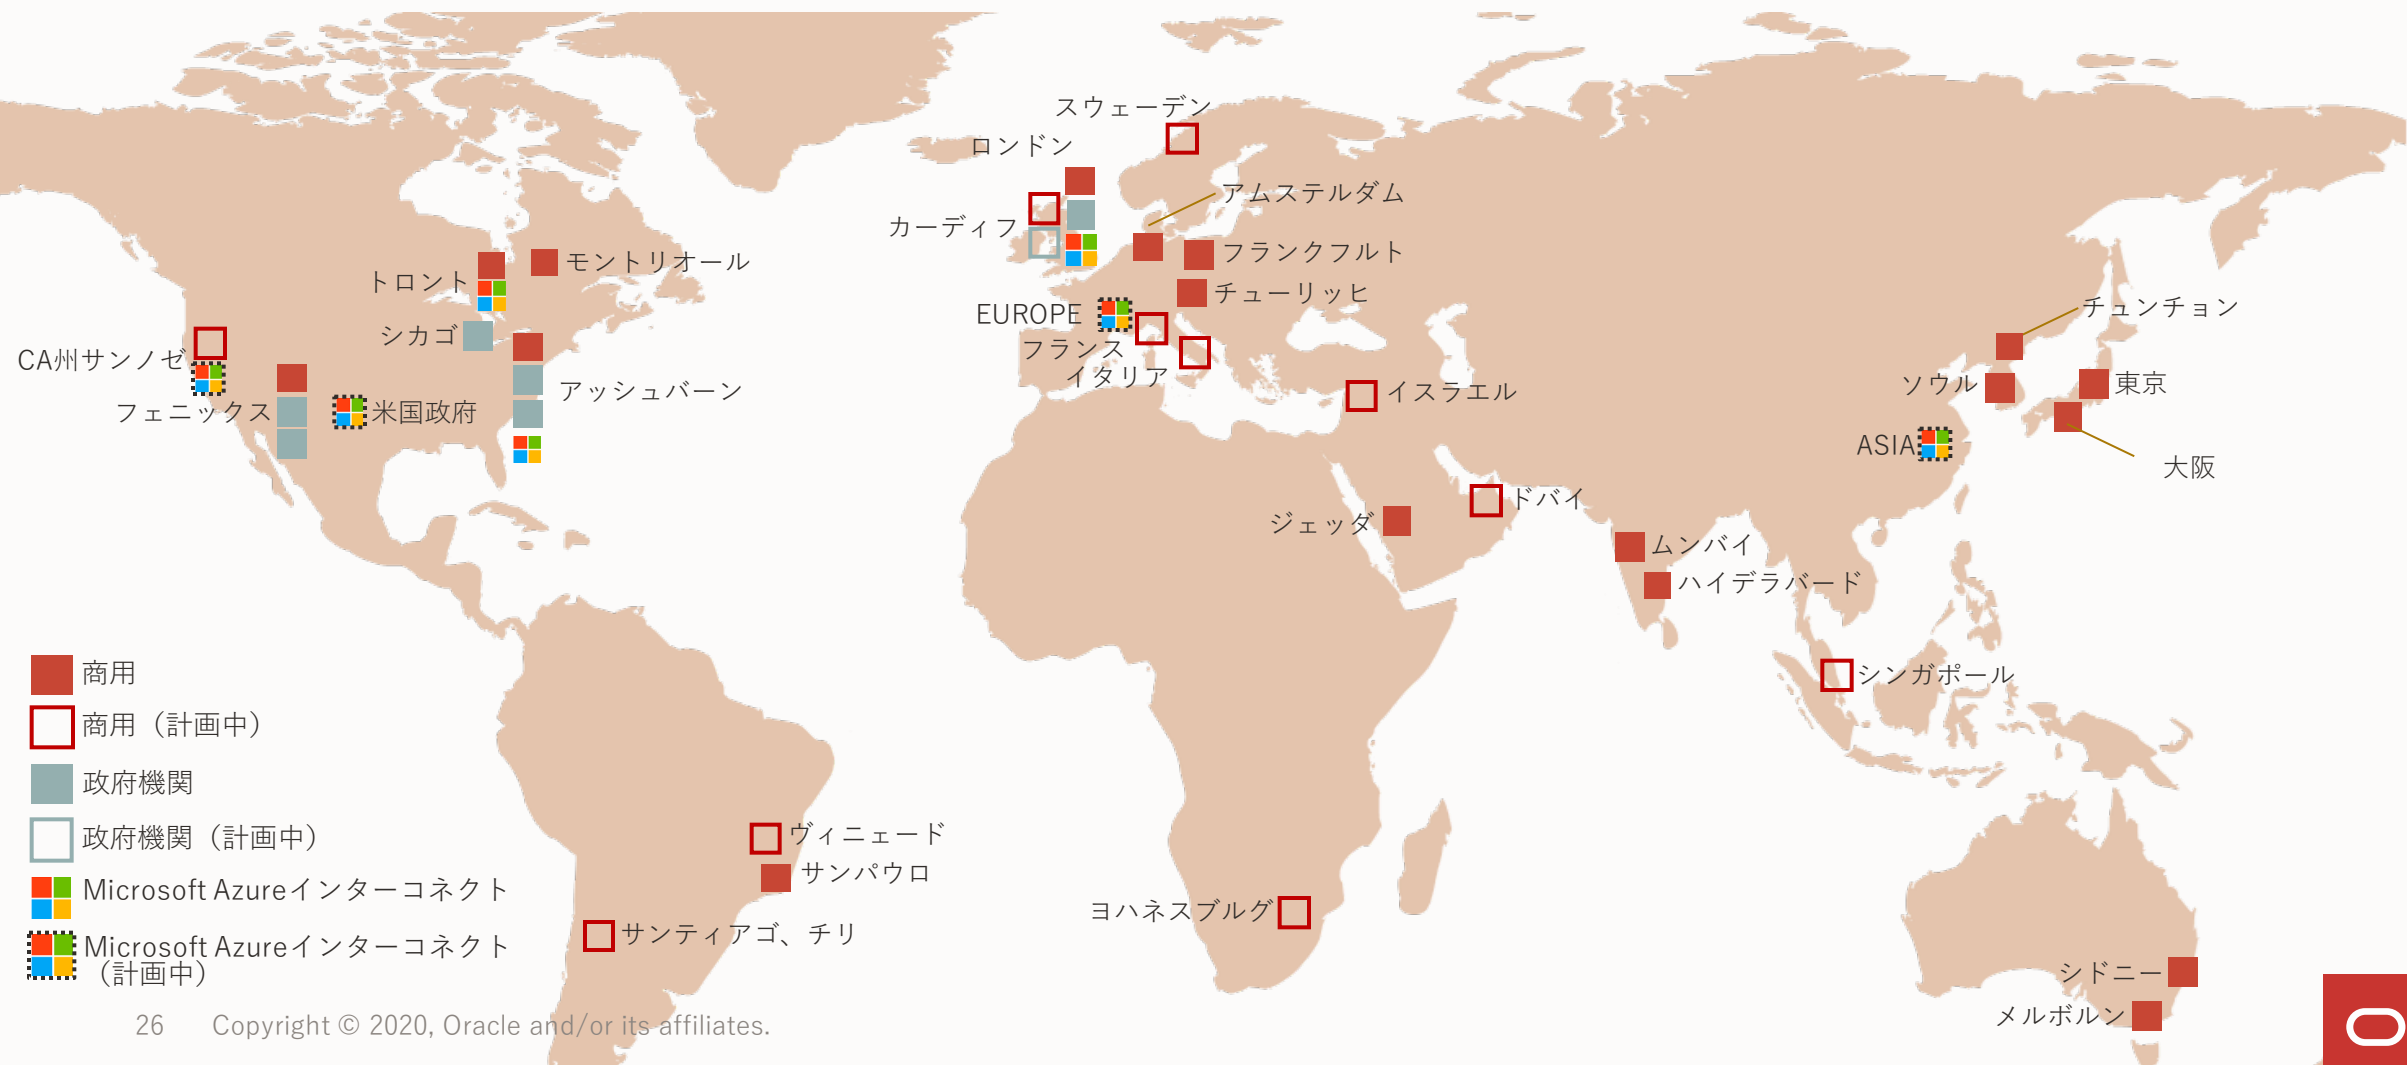 スウェーデン
ロンドン
アムステルダム
カーディフ
フランクフルト
モントリオール
トロント
チューリッヒ
EUROPE
チュンチョン
シカゴ
フランス
CA州サンノゼ
イタリア
アッシュバーン
イスラエル
ソウル
東京
フェニックス
米国政府
ASIA
大阪
ドバイ
ジェッダ
ムンバイ
ハイデラバード
シンガポール
商用
商用（計画中）
政府機関
政府機関（計画中）
Microsoft Azureインターコネクト
Microsoft Azureインターコネクト
（計画中）
ヴィニェード
サンパウロ
ヨハネスブルグ
サンティアゴ、チリ
シドニー
メルボルン
26 Copyright © 2020, Oracle and/or its affiliates.